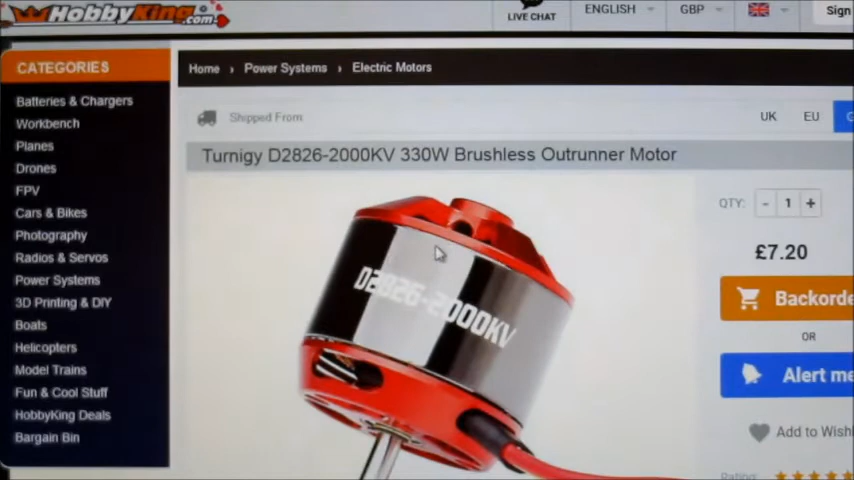 HobbyKing
.com
LIVE CHAT
ENGLISH
GBP
Sign
CATEGORIES
Home › Power Systems › Electric Motors
Batteries & Chargers
Workbench
Planes
Drones
FPV
Cars & Bikes
Photography
Radios & Servos
Power Systems
3D Printing & DIY
Boats
Helicopters
Model Trains
Fun & Cool Stuff
HobbyKing Deals
Bargain Bin
Shipped From
UK
EU
Turnigy D2826-2000KV 330W Brushless Outrunner Motor
D2826-2000KV
QTY: - 1 +
£7.20
Backorde
OR
Alert me
Add to Wish
Rating: